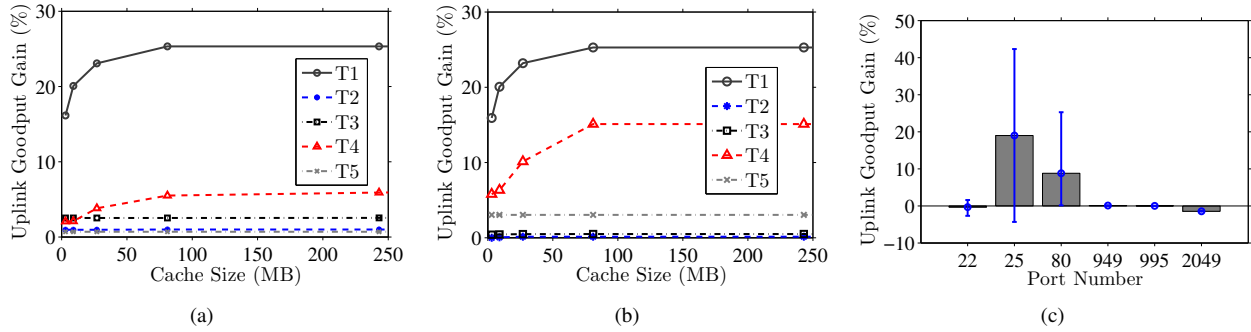 Uplink Goodput Gain (%)
30
20
10
0
0
50
100
150
200
250
Cache Size (MB)
T1
T2
T3
T4
T5
(a)
Uplink Goodput Gain (%)
30
20
10
0
0
50
100
150
200
250
Cache Size (MB)
T1
T2
T3
T4
T5
(b)
Uplink Goodput Gain (%)
50
40
30
20
10
0
−10
22
25
80
949
995
2049
Port Number
(c)